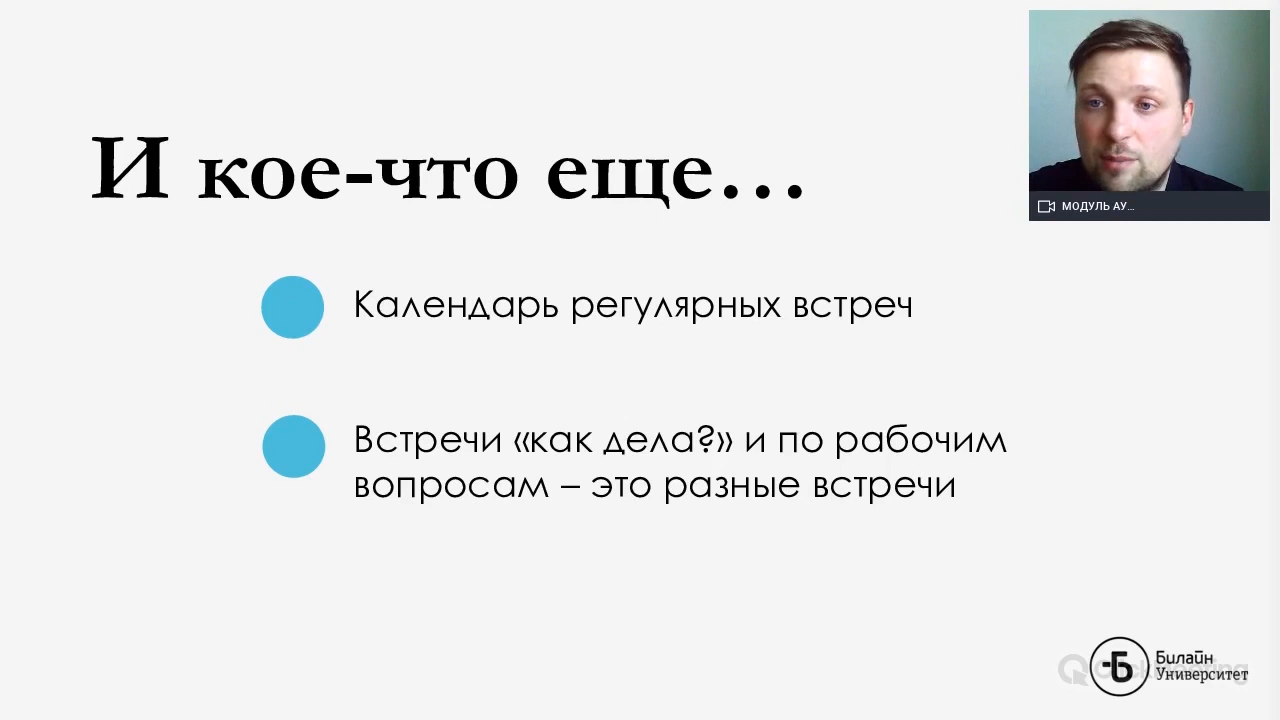 И кое-что еще...
МОДУЛЬ АУ...
Календарь регулярных встреч
Встречи «как дела?» и по рабочим
вопросам – это разные встречи
-Б
Билайн
Университет